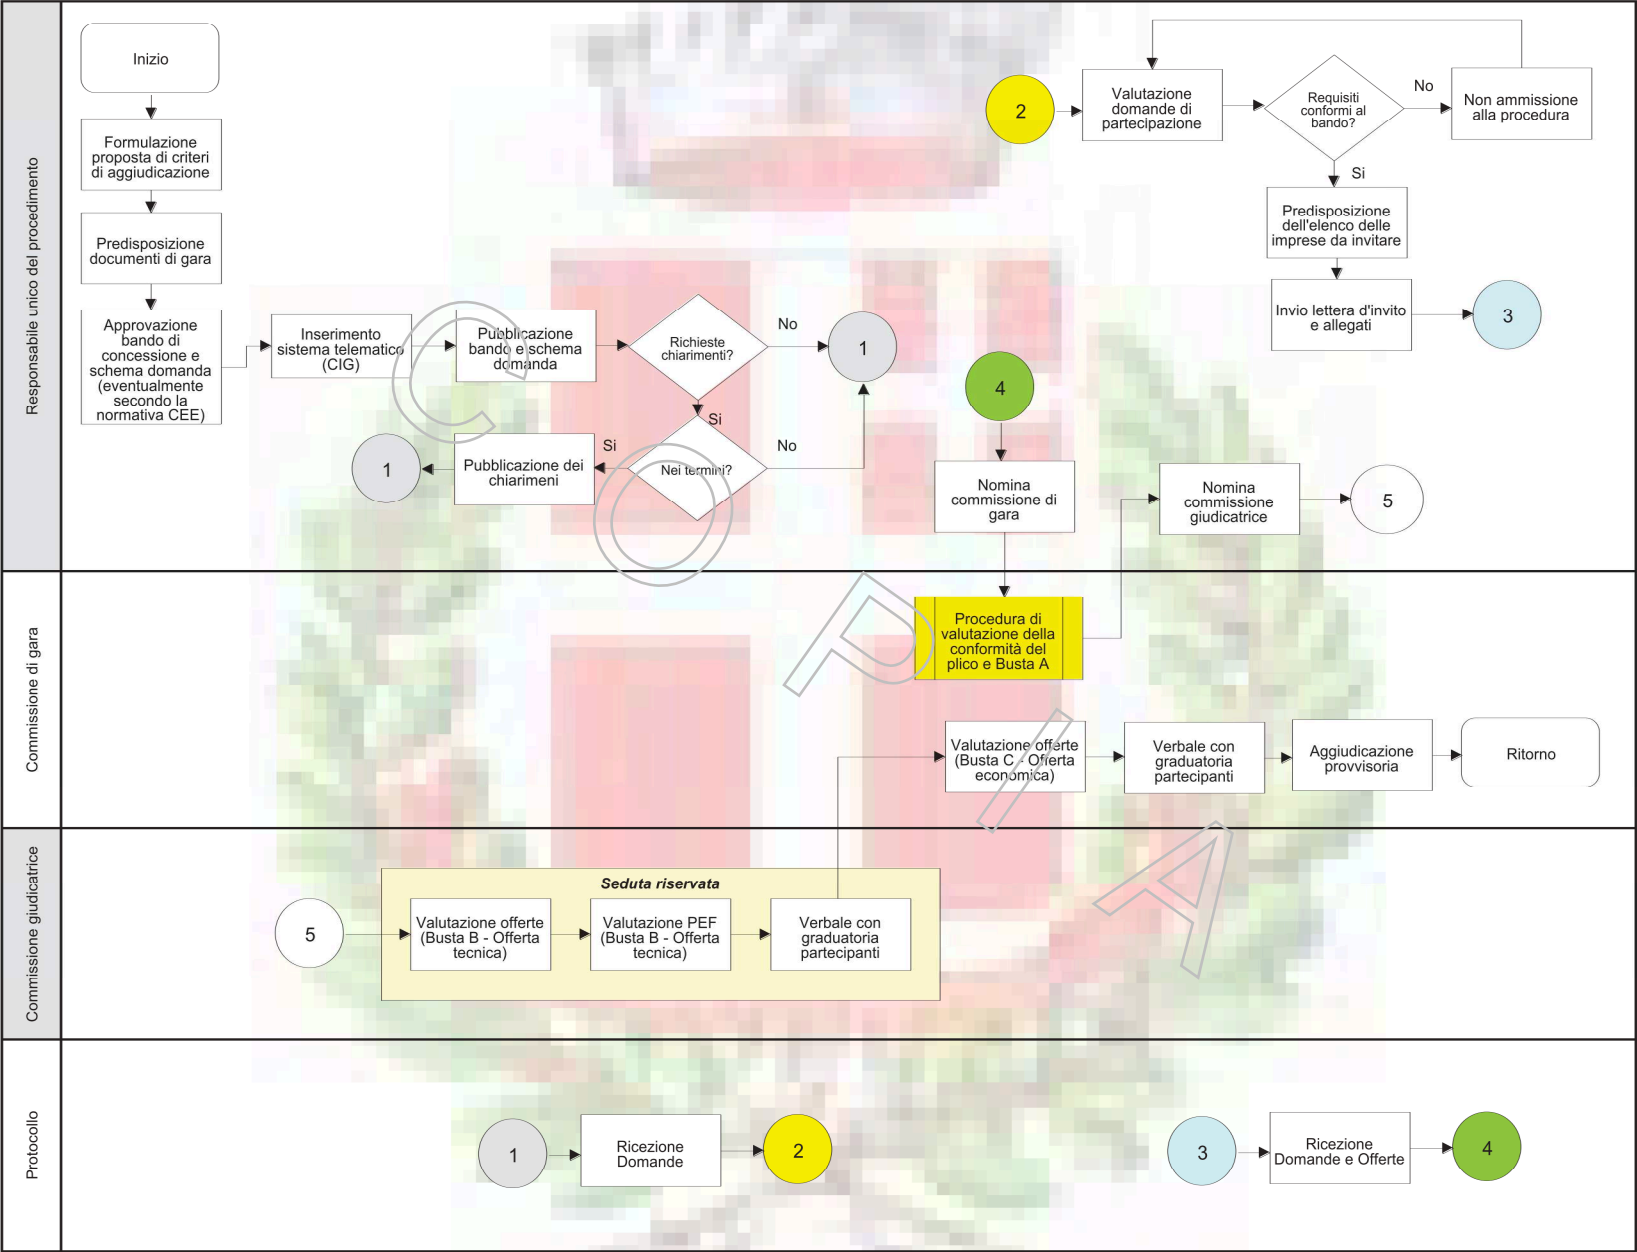 Responsabile unico del procedimento
Inizio
Formulazione
proposta di criteri
di aggiudicazione
Predisposizione
documenti di gara
Approvazione
bando di
concessione e
schema domanda
(eventualmente
secondo la
normativa CEE)
Inserimento
sistema telematico
(CIG)
Pubblicazione
bando e schema
domanda
Richieste
chiarimenti?
No
1
Si
Nei termini?
No
Si
Pubblicazione dei
chiarimeni
1
2
Valutazione
domande di
partecipazione
Requisiti
conformi al
bando?
No
Non ammissione
alla procedura
Si
Predisposizione
dell'elenco delle
imprese da invitare
Invio lettera d'invito
e allegati
3
4
Nomina
commissione di
gara
Nomina
commissione
giudicatrice
5
Commissione di gara
Procedura di
valutazione della
conformità del
plico e Busta A
Valutazione offerte
(Busta C - Offerta
economica)
Verbale con
graduatoria
partecipanti
Aggiudicazione
provvisoria
Ritorno
Commissione giudicatrice
Seduta riservata
5
Valutazione offerte
(Busta B - Offerta
tecnica)
Valutazione PEF
(Busta B - Offerta
tecnica)
Verbale con
graduatoria
partecipanti
Protocollo
1
Ricezione
Domande
2
3
Ricezione
Domande e Offerte
4
COPIA